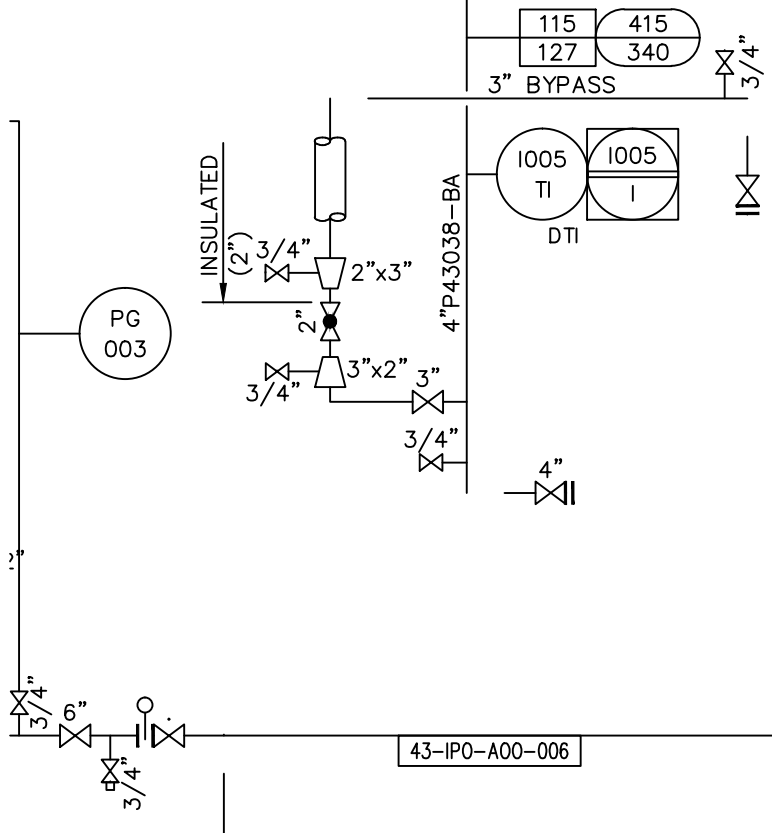 115
415
127
340
3/4"
3" BYPASS
1005
TI
1005
I
DTI
INSULATED
(2")
3/4"
2"x3"
4"P43038-BA
PG
003
2"
3"x2"
3/4"
3"
3/4"
4"
2"
3/4"
6"
3/4"
43-IPO-A00-006